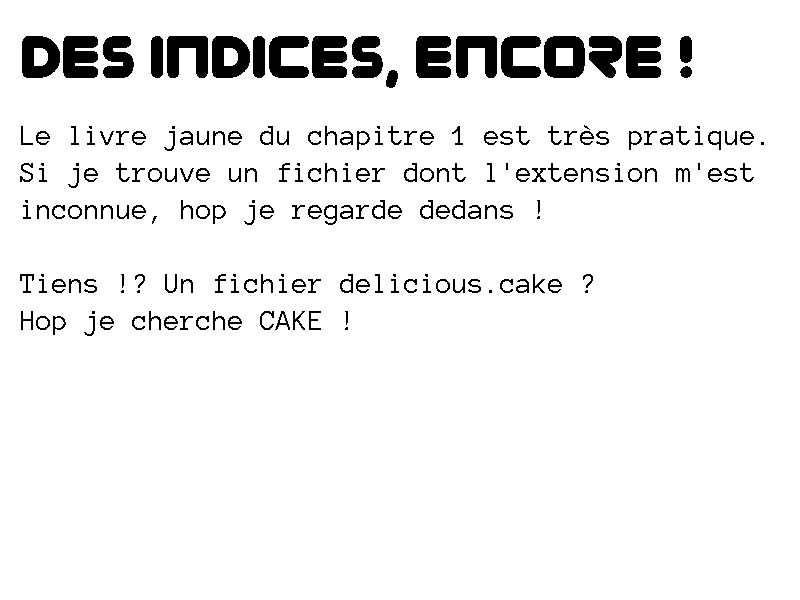 DES INDICES, ENCORE !
Le livre jaune du chapitre 1 est très pratique.
Si je trouve un fichier dont l'extension m'est
inconnue, hop je regarde dedans !
Tiens !? Un fichier delicious.cake ?
Hop je cherche CAKE !